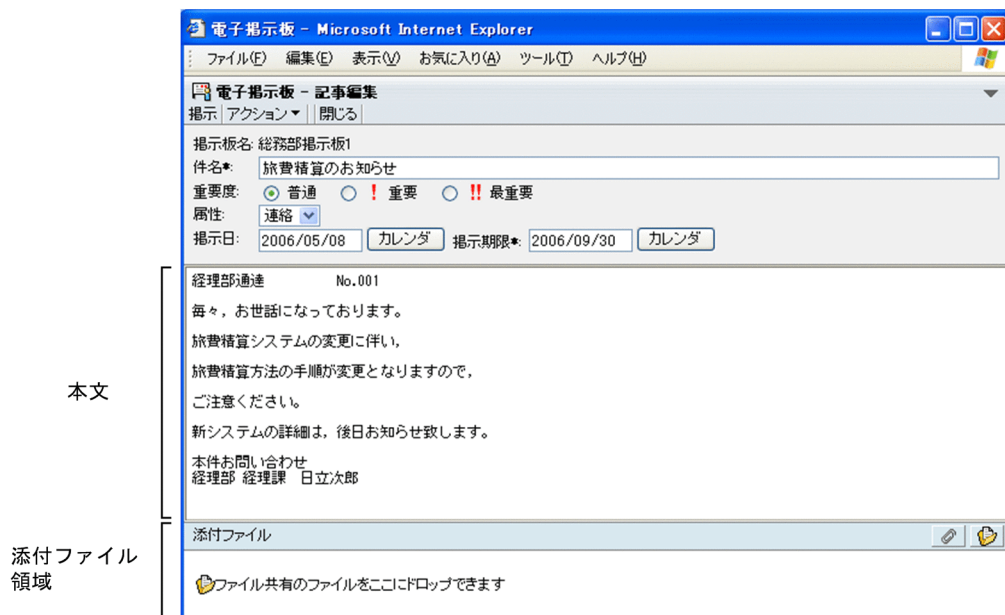 電子掲示板 - Microsoft Internet Explorer
ファイル(F) 編集(E) 表示(V) お気に入り(A) ツール(T) ヘルプ(H)
電子掲示板 - 記事編集
掲示 アクション▼ 閉じる
掲示板名: 総務部掲示板1
件名*: 旅費精算のお知らせ
重要度: 普通 ! 重要 !! 最重要
属性: 連絡
掲示日: 2006/05/08 カレンダ 掲示期限*: 2006/09/30 カレンダ
経理部通達 No.001
毎々，お世話になっております。
旅費精算システムの変更に伴い，
旅費精算方法の手順が変更となりますので，
本文
ご注意ください。
新システムの詳細は，後日お知らせ致します。
本件お問い合わせ
経理部 経理課 日立次郎
添付ファイル
添付ファイル
領域
ファイル共有のファイルをここにドロップできます